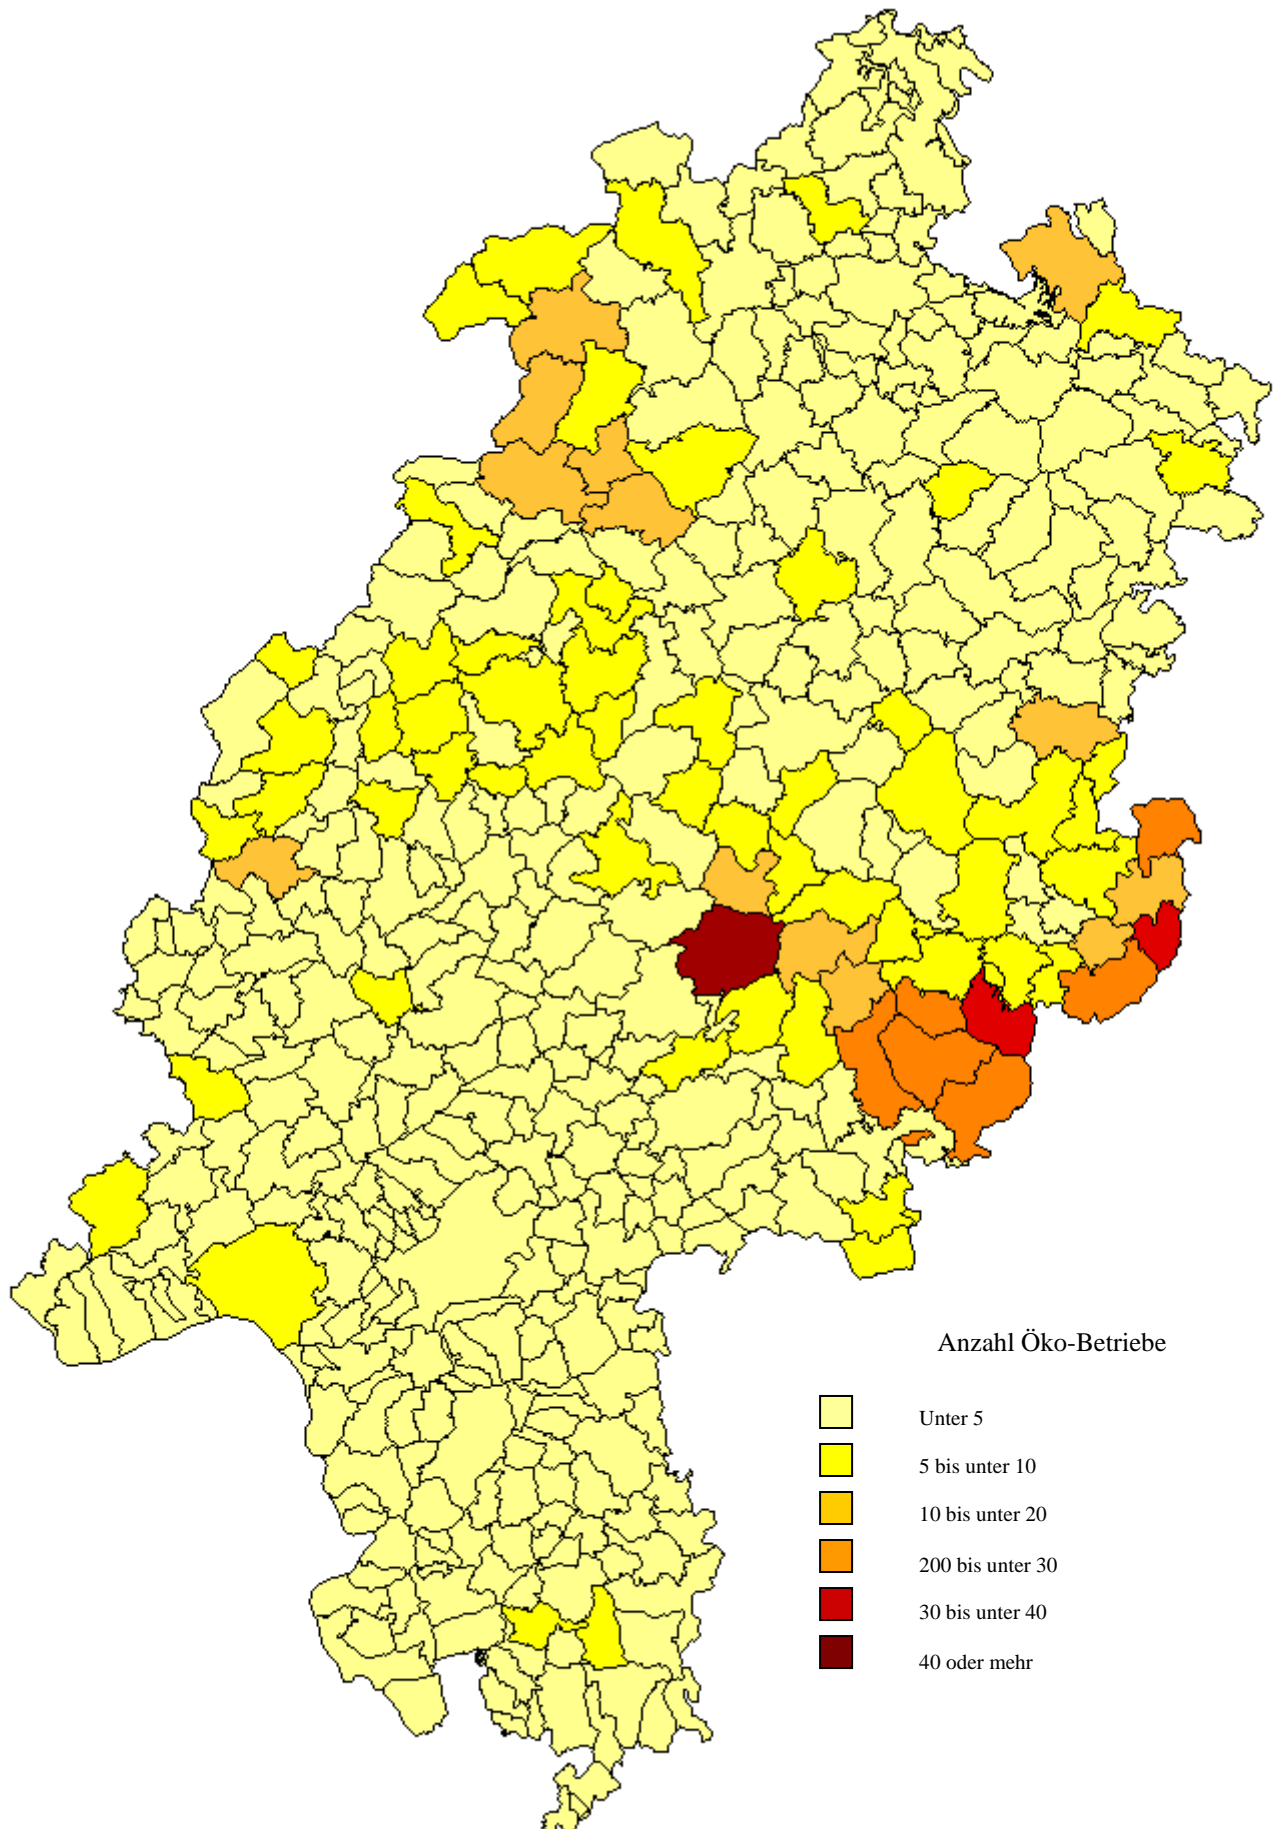 Anzahl Öko-Betriebe
Unter 5
5 bis unter 10
10 bis unter 20
200 bis unter 30
30 bis unter 40
40 oder mehr